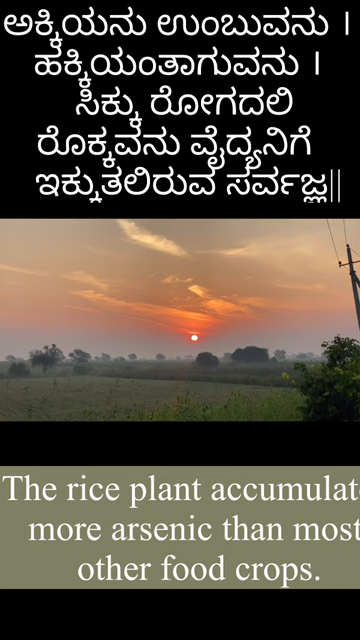 ಅಕ್ಕಿಯನು ಉಂಬುವನು ।
ಹಕ್ಕಿಯಂತಾಗುವನು ।
ಸಿಕ್ಕು ರೋಗದಲಿ
ರೊಕ್ಕವನು ವೈದ್ಯನಿಗೆ
ಇಕ್ಕುತಲಿರುವ ಸರ್ವಜ್ಞ||
The rice plant accumulat
more arsenic than most
other food crops.